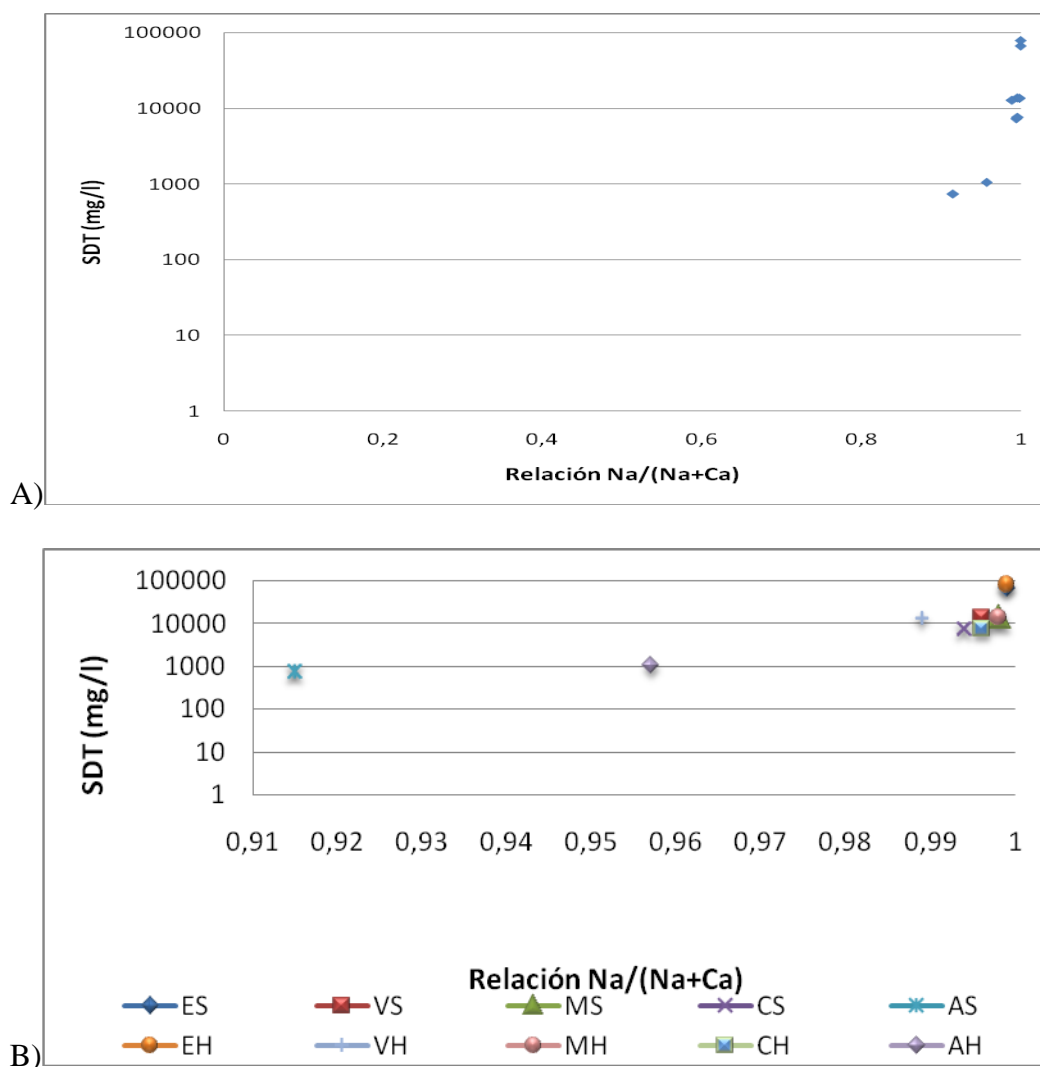 100000
10000
1000
100
10
1
SDT (mg/l)
0 0,2 0,4 0,6 0,8 1
Relación Na/(Na+Ca)
A)
100000
10000
1000
100
10
1
SDT (mg/l)
0,91 0,92 0,93 0,94 0,95 0,96 0,97 0,98 0,99 1
Relación Na/(Na+Ca)
ES VS MS CS AS
EH VH MH CH AH
B)